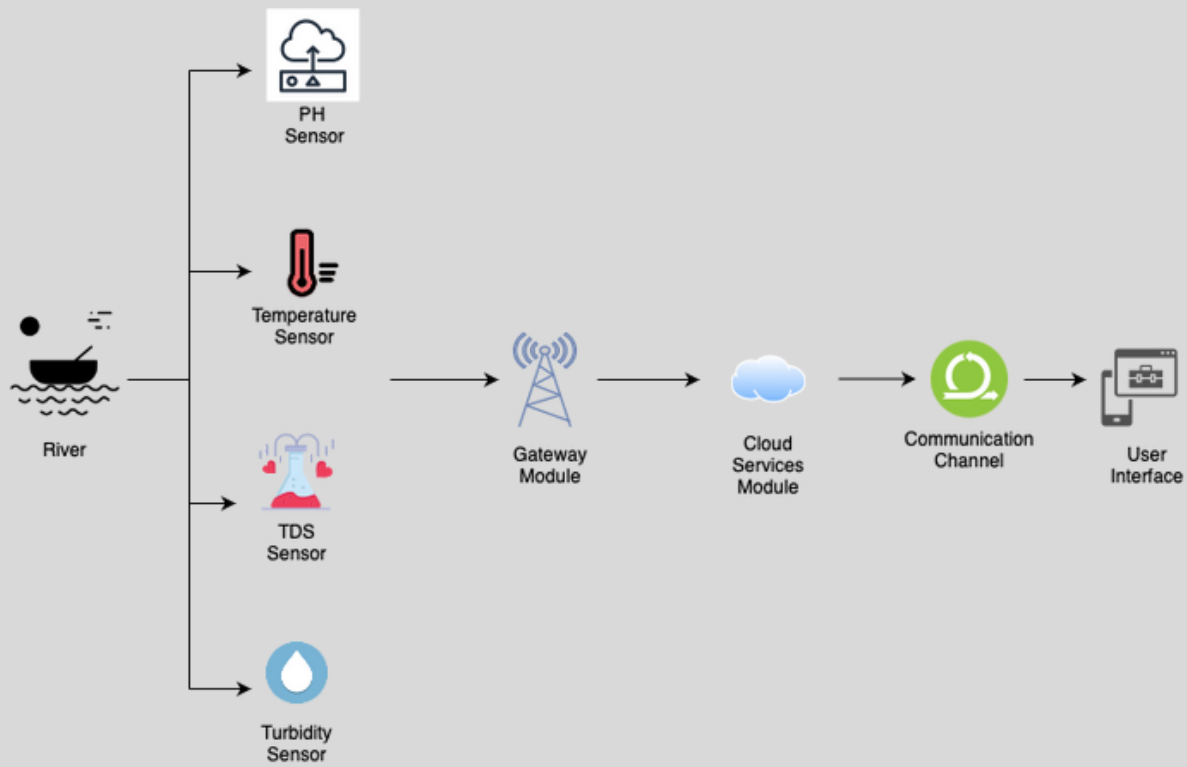 PH
Sensor
Temperature
Sensor
River
TDS
Sensor
Turbidity
Sensor
Gateway
Module
Cloud
Services
Module
Communication
Channel
User
Interface